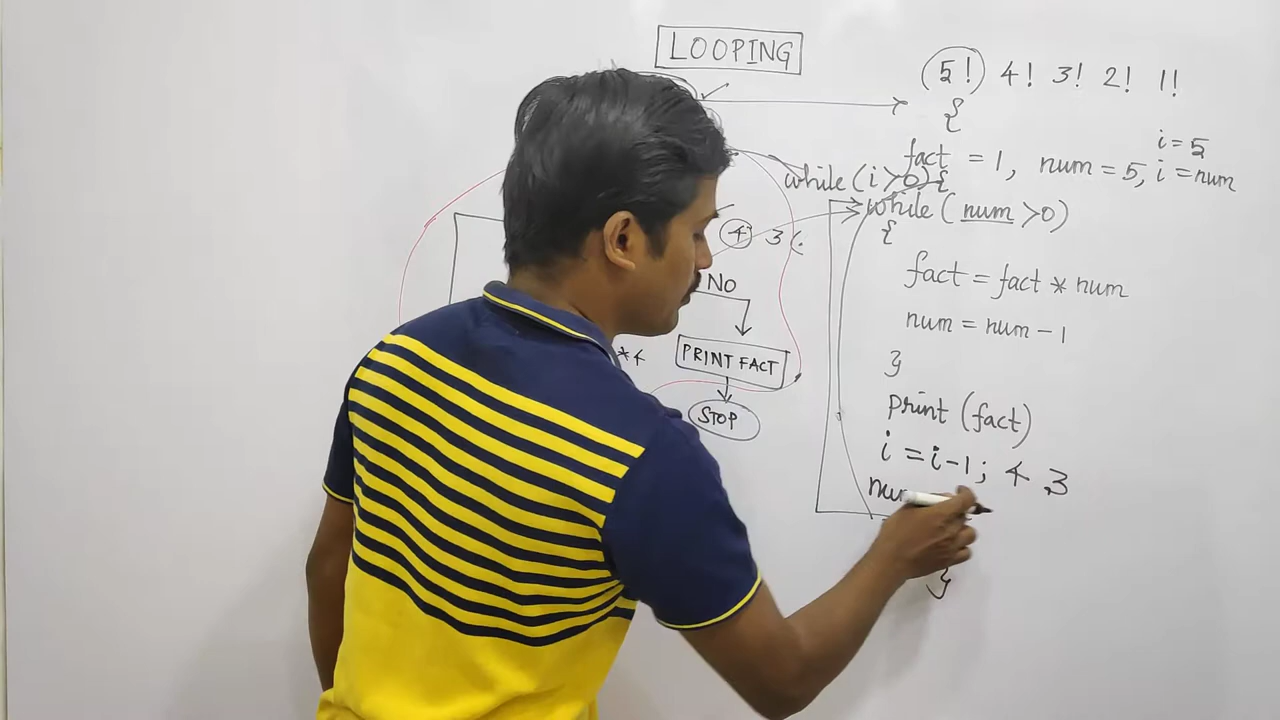 LOOPING
5! 4! 3! 2! 1!
{
i = 5
fact = 1, num = 5, i = num
while (i > 0) {
while ( num > 0)
{
4 3
No
fact = fact * num
num = num - 1
PRINT FACT
*4
}
STOP
print (fact)
i = i - 1; 4 3
}